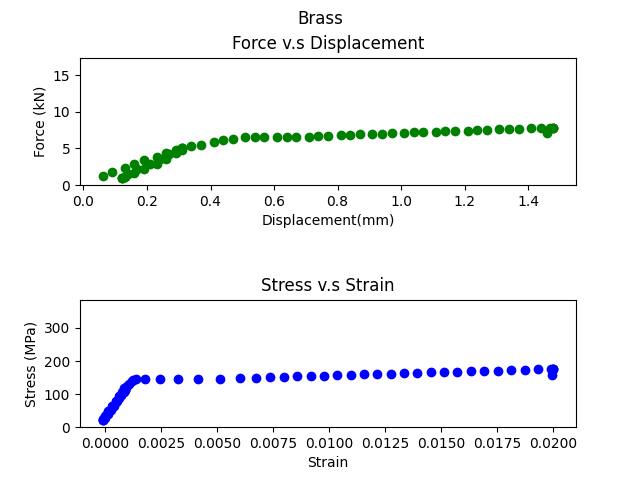 Brass
Force v.s Displacement
Force (kN)
15
10
5
0
0.0 0.2 0.4 0.6 0.8 1.0 1.2 1.4
Displacement(mm)
Stress v.s Strain
Stress (MPa)
300
200
100
0
0.0000 0.0025 0.0050 0.0075 0.0100 0.0125 0.0150 0.0175 0.0200
Strain